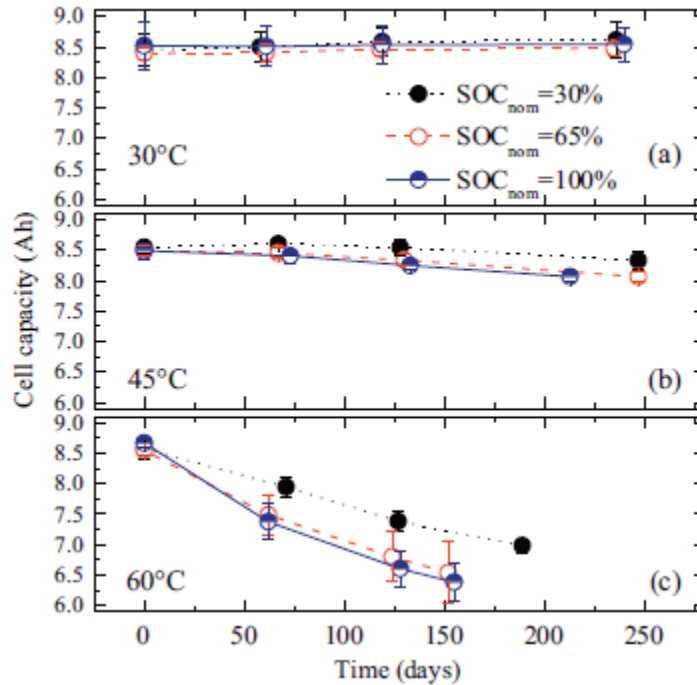 9.0
8.5
8.0
7.5
7.0
6.5
6.0
30°C
SOCnom=30%
SOCnom=65%
SOCnom=100%
(a)
Cell capacity (Ah)
9.0
8.5
8.0
7.5
7.0
6.5
6.0
45°C
(b)
9.0
8.5
8.0
7.5
7.0
6.5
6.0
60°C
(c)
0 50 100 150 200 250
Time (days)